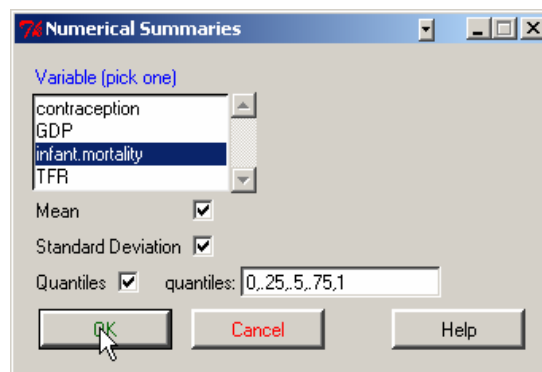 Numerical Summaries
Variable (pick one)
contraception
GDP
infant.mortality
TFR
Mean
Standard Deviation
Quantiles quantiles: 0,.25,.5,.75,1
OK Cancel Help